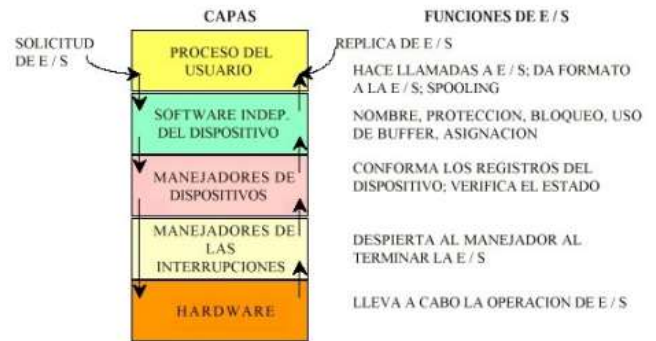 CAPAS
FUNCIONES DE E / S
SOLICITUD
DE E / S
PROCESO DEL
USUARIO
REPLICA DE E / S
HACE LLAMADAS A E / S; DA FORMATO
A LA E / S; SPOOLING
SOFTWARE INDEP.
DEL DISPOSITIVO
NOMBRE, PROTECCION, BLOQUEO, USO
DE BUFFER, ASIGNACION
MANEJADORES DE
DISPOSITIVOS
CONFORMA LOS REGISTROS DEL
DISPOSITIVO; VERIFICA EL ESTADO
MANEJADORES DE
LAS
INTERRUPCIONES
DESPIERTA AL MANEJADOR AL
TERMINAR LA E / S
HARDWARE
LLEVA A CABO LA OPERACION DE E / S